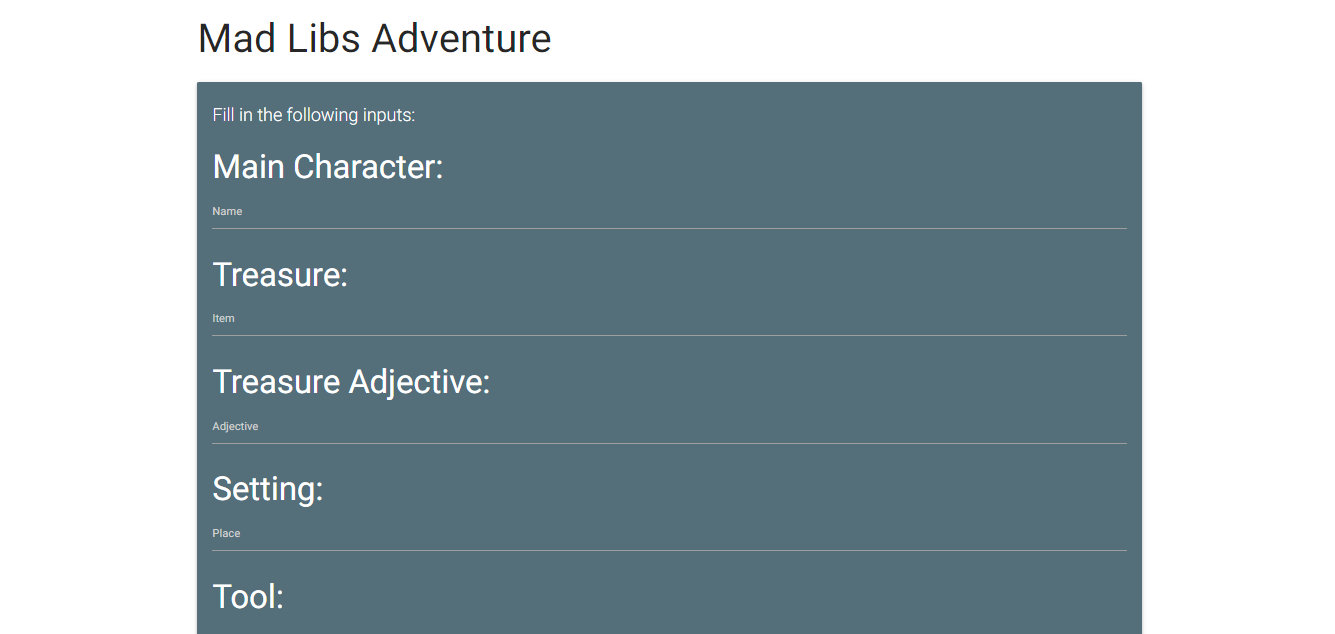 Mad Libs Adventure
Fill in the following inputs:
Main Character:
Name
Treasure:
Item
Treasure Adjective:
Adjective
Setting:
Place
Tool: